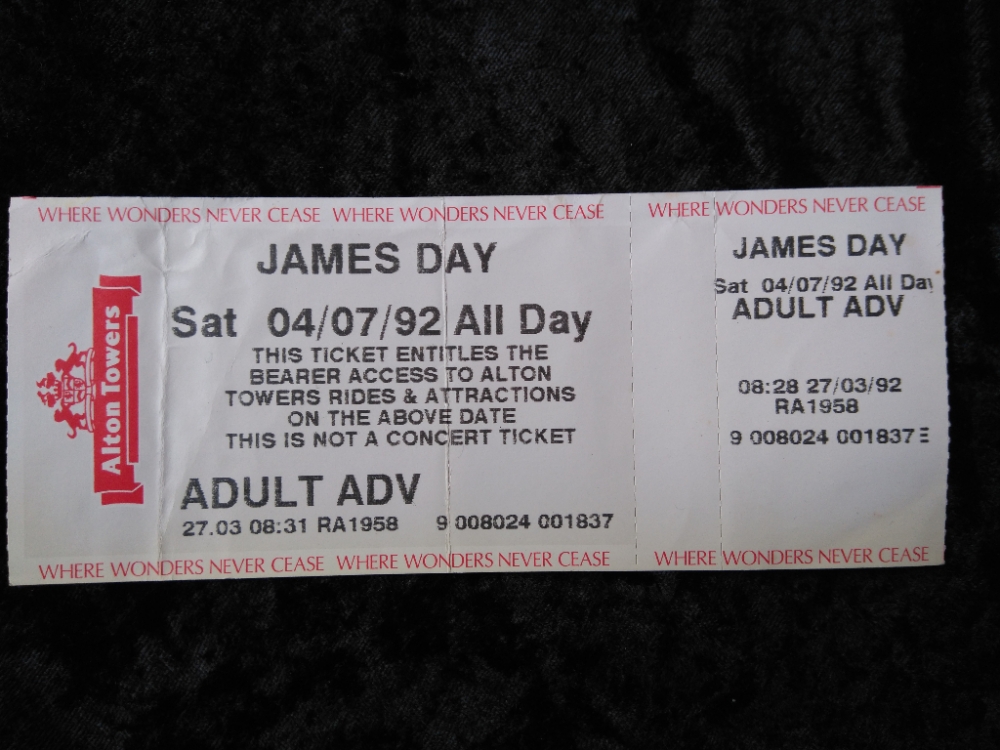 WHERE WONDERS NEVER CEASE WHERE WONDERS NEVER CEASE
JAMES DAY
Sat 04/07/92 All Day
THIS TICKET ENTITLES THE
BEARER ACCESS TO ALTON
TOWERS RIDES & ATTRACTIONS
ON THE ABOVE DATE
THIS IS NOT A CONCERT TICKET
ADULT ADV
27.03 08:31 RA1958 9 008024 001837
WHERE WONDERS NEVER CEASE WHERE WONDERS NEVER CEASE
Alton Towers
WHERE WONDERS NEVER CEASE
JAMES DAY
Sat 04/07/92 All Day
ADULT ADV
08:28 27/03/92
RA1958
9 008024 001837
WHERE WONDERS NEVER CEASE